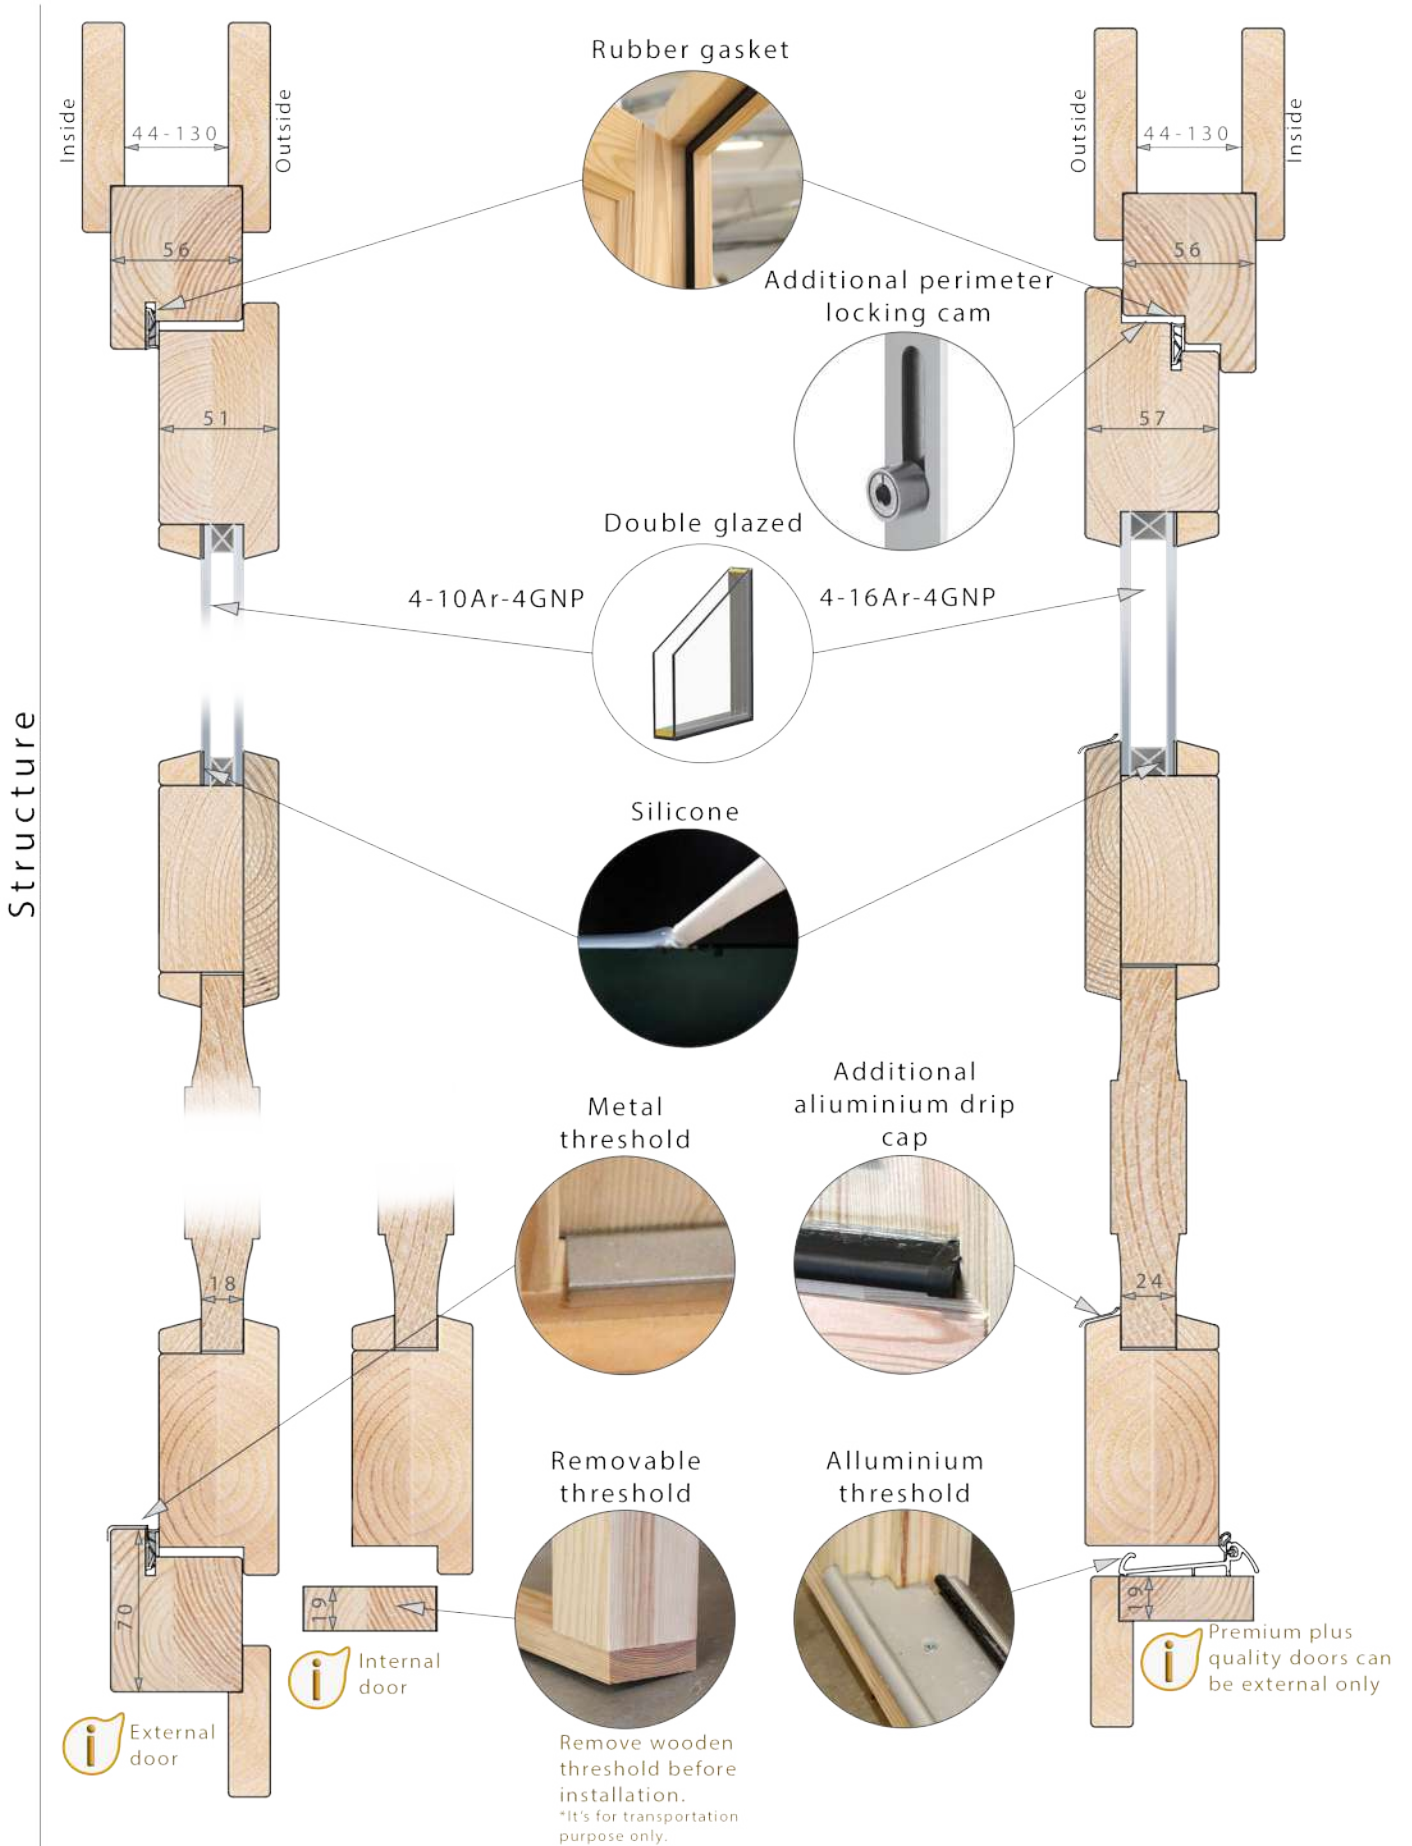 Structure
Inside
44-130
Outside
56
51
Rubber gasket
Outside
44-130
Inside
56
57
Additional perimeter
locking cam
Double glazed
4-10Ar-4GNP
4-16Ar-4GNP
Silicone
Metal
threshold
Additional
aliuminium drip
cap
18
24
Removable
threshold
Alluminium
threshold
70
19
19
External
door
Internal
door
Remove wooden
threshold before
installation.
*It's for transportation
purpose only.
Premium plus
quality doors can
be external only